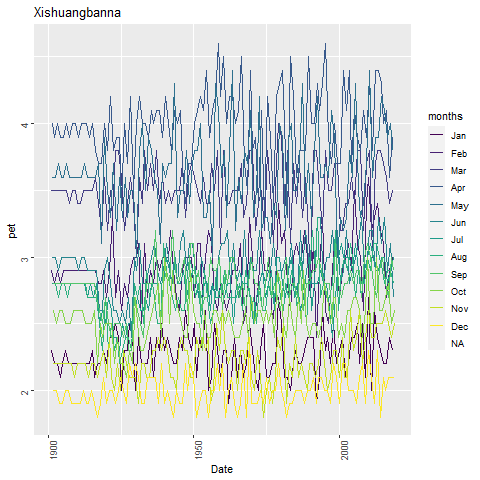 Xishuangbanna
pet
4
3
2
1900
1950
2000
Date
months
Jan
Feb
Mar
Apr
May
Jun
Jul
Aug
Sep
Oct
Nov
Dec
NA